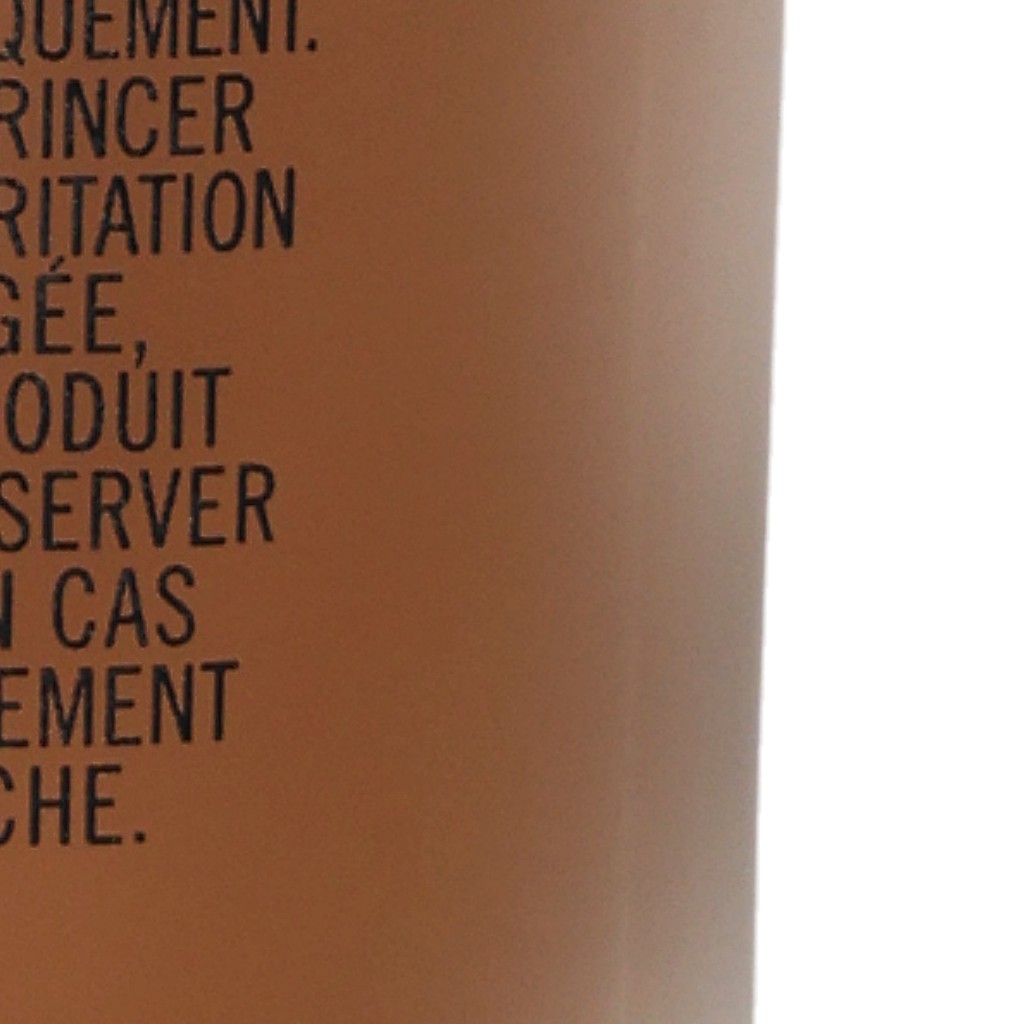 QUEMENT.
RINCER
RITATION
GÉE,
ODUIT
SERVER
N CAS
EMENT
CHE.